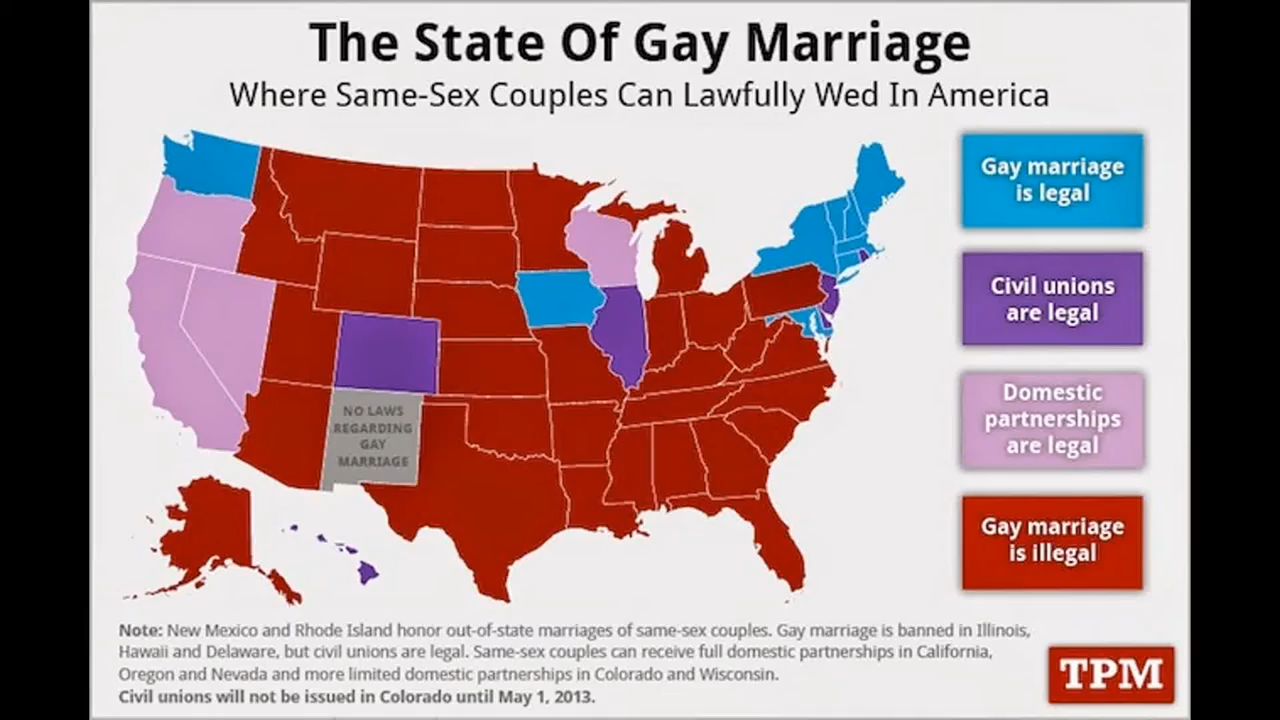 The State Of Gay Marriage
Where Same-Sex Couples Can Lawfully Wed In America
Gay marriage
is legal
Civil unions
are legal
Domestic
partnerships
are legal
Gay marriage
is illegal
NO LAWS
REGARDING
GAY
MARRIAGE
Note: New Mexico and Rhode Island honor out-of-state marriages of same-sex couples. Gay marriage is banned in Illinois,
Hawaii and Delaware, but civil unions are legal. Same-sex couples can receive full domestic partnerships in California,
Oregon and Nevada and more limited domestic partnerships in Colorado and Wisconsin.
Civil unions will not be issued in Colorado until May 1, 2013.
TPM